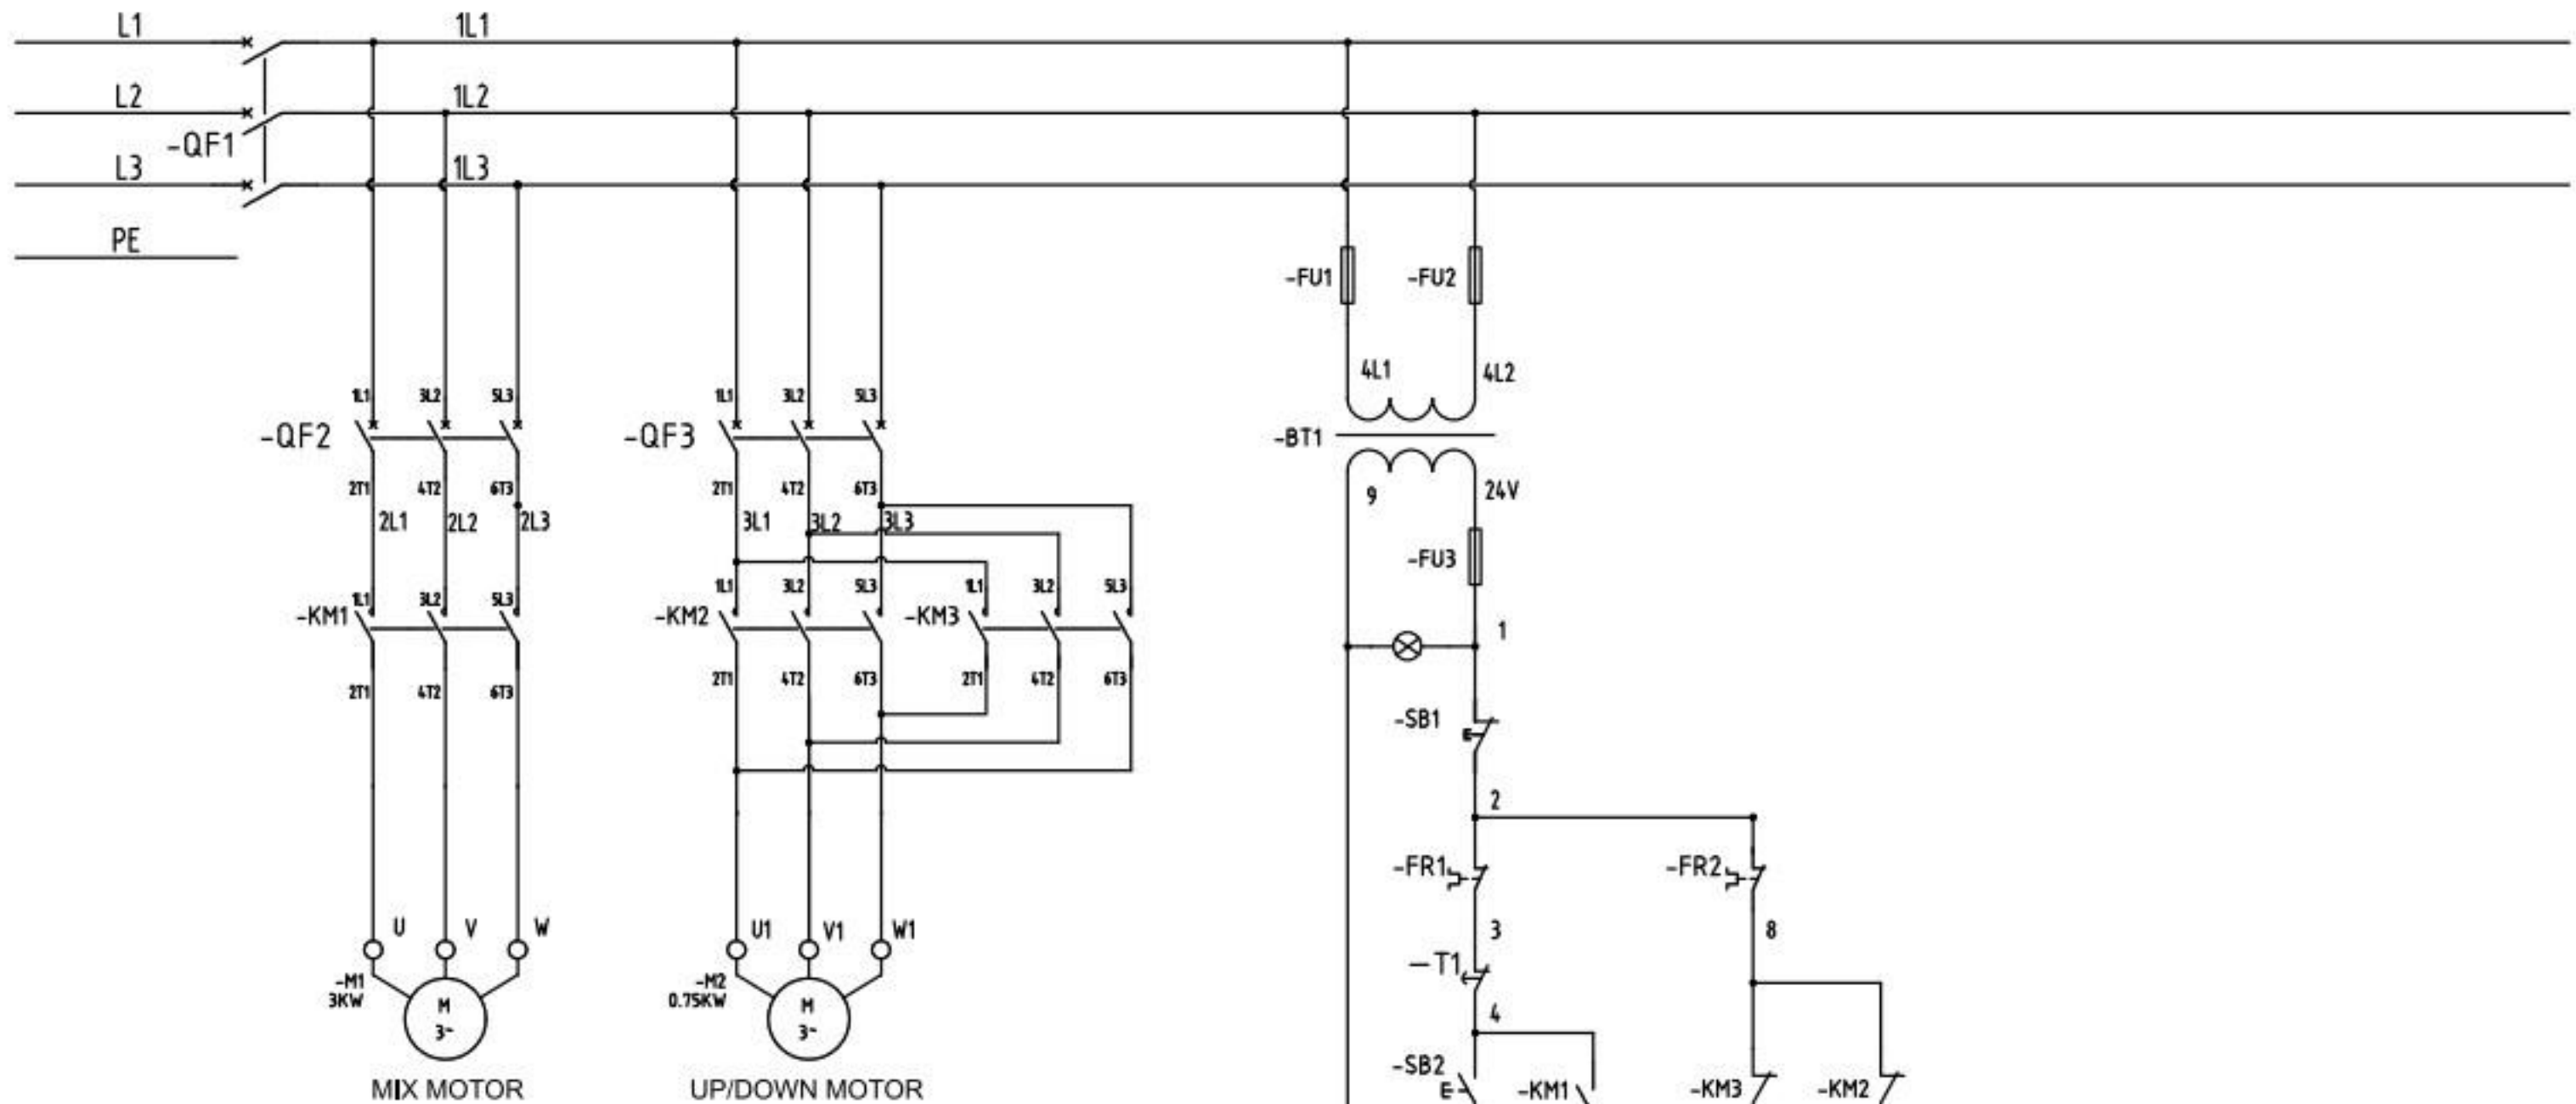 L1 1L1
L2 1L2
-QF1
L3 1L3
PE
-FU1 -FU2
4L1 4L2
1L1 3L2 5L3 1L1 3L2 5L3
-QF2 -QF3 -BT1
2T1 4T2 6T3 2T1 4T2 6T3 9 24V
2L1 2L2 2L3 3L1 3L2 3L3
-FU3
1L1 3L2 5L3 1L1 3L2 5L3 1L1 3L2 5L3
-KM1 -KM2 -KM3 1
2T1 4T2 6T3 2T1 4T2 6T3 2T1 4T2 6T3
-SB1
2
-FR1 -FR2
U V W U1 V1 W1 3 8
-T1
-M1 -M2
3KW 0.75KW
M M 4
3~ 3~
-SB2
MIX MOTOR UP/DOWN MOTOR -KM1 -KM3 -KM2